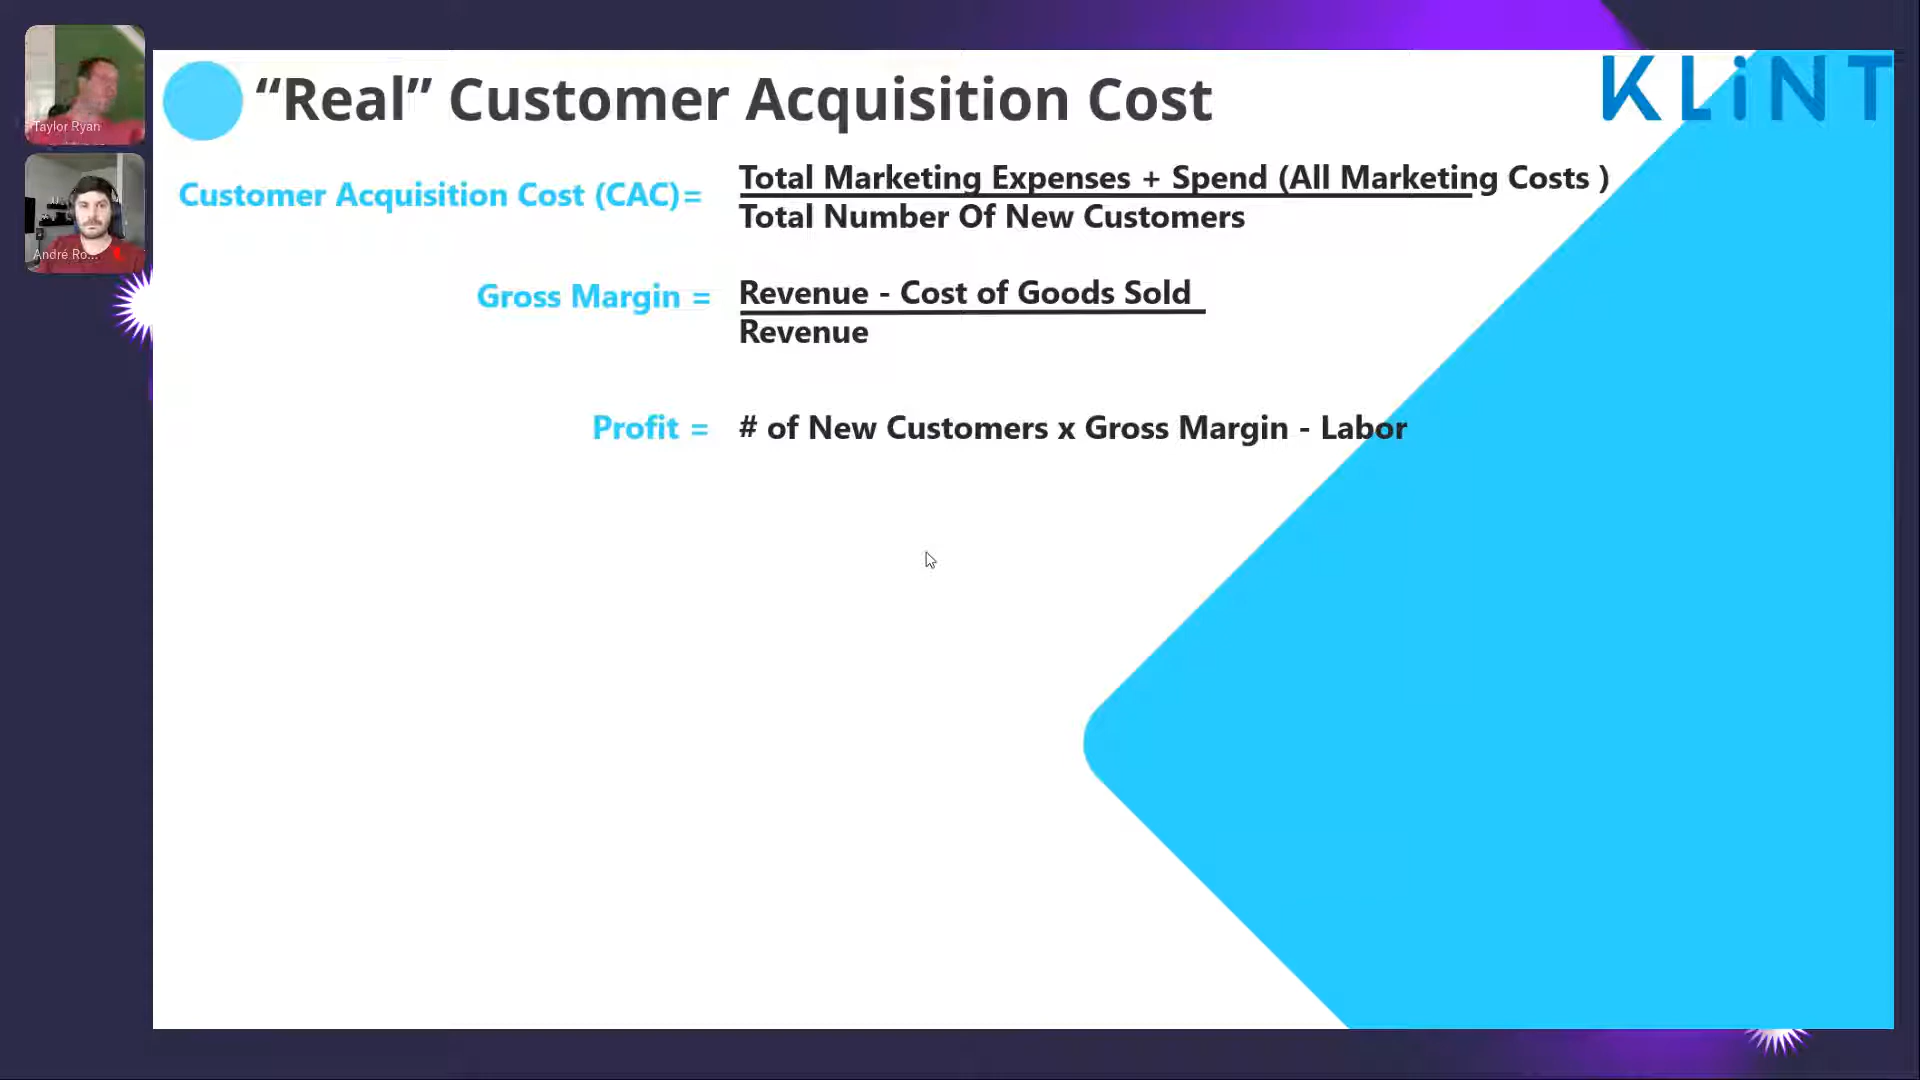 Taylor Ryan
André Ro...
“Real” Customer Acquisition Cost
KLiNT
Customer Acquisition Cost (CAC)=
Total Marketing Expenses + Spend (All Marketing Costs )
Total Number Of New Customers
Gross Margin =
Revenue - Cost of Goods Sold
Revenue
Profit =
# of New Customers x Gross Margin - Labor